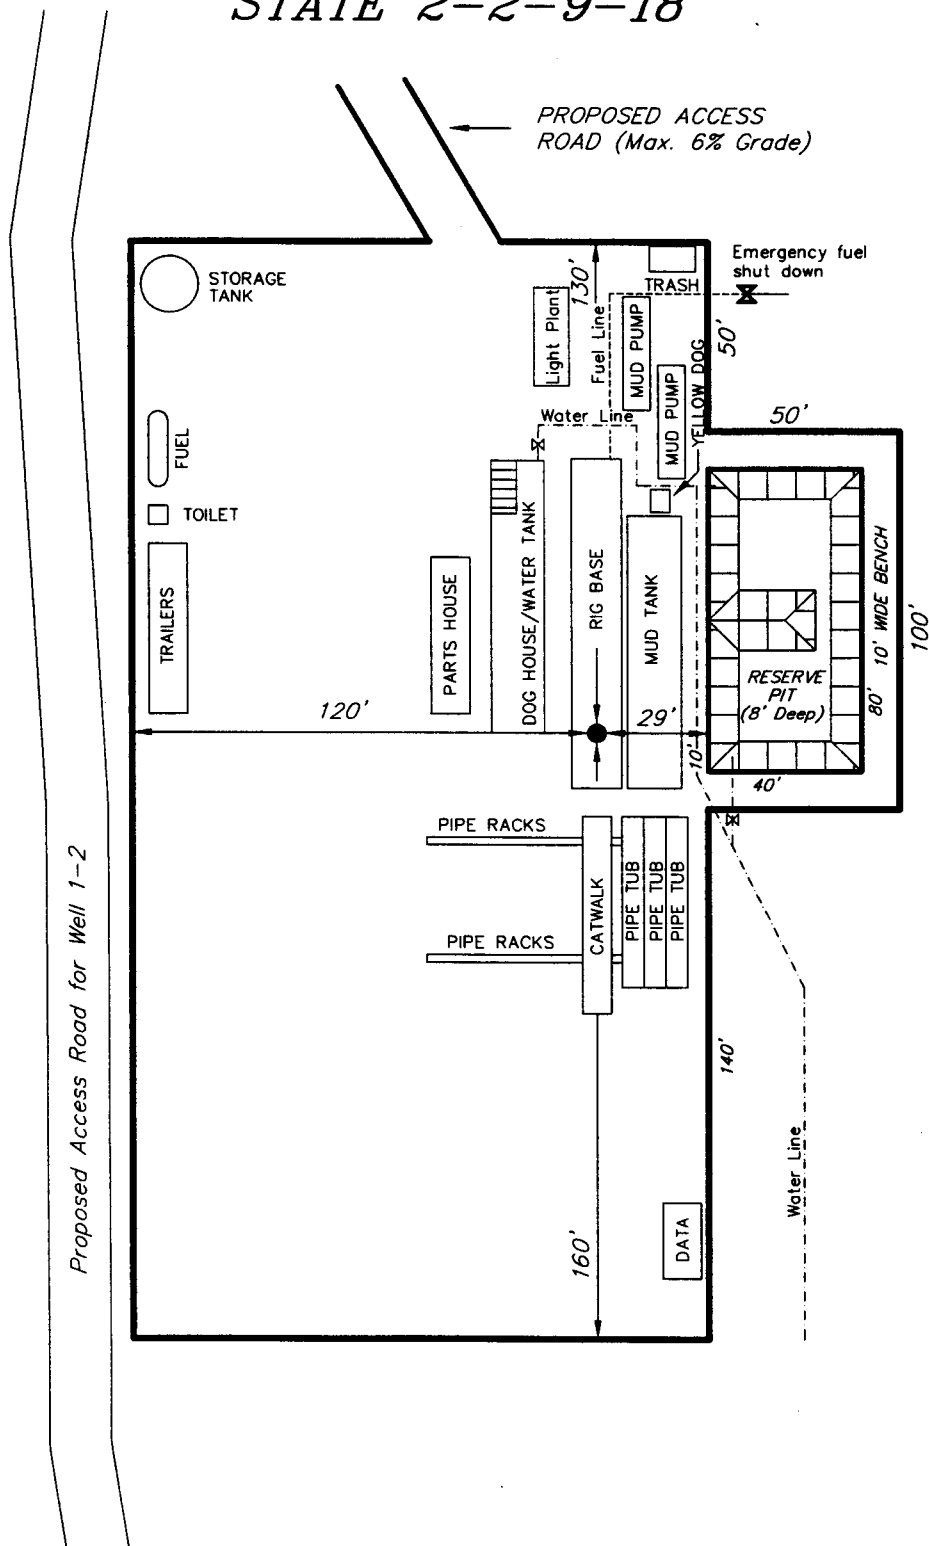 STATE 2-2-9-18
PROPOSED ACCESS
ROAD (Max. 6% Grade)
Emergency fuel
shut down
STORAGE
TANK
130'
TRASH
Light Plant
Fuel Line
MUD PUMP
50'
YELLOW DOG
MUD PUMP
Water Line
50'
FUEL
TOILET
TRAILERS
PARTS HOUSE
DOG HOUSE/WATER TANK
RIG BASE
MUD TANK
RESERVE
PIT
(8' Deep)
80' 10' WIDE BENCH
100'
120'
29'
10'
40'
PIPE RACKS
PIPE RACKS
CATWALK
PIPE TUB
PIPE TUB
PIPE TUB
Proposed Access Road for Well 1-2
140'
Water Line
160'
DATA